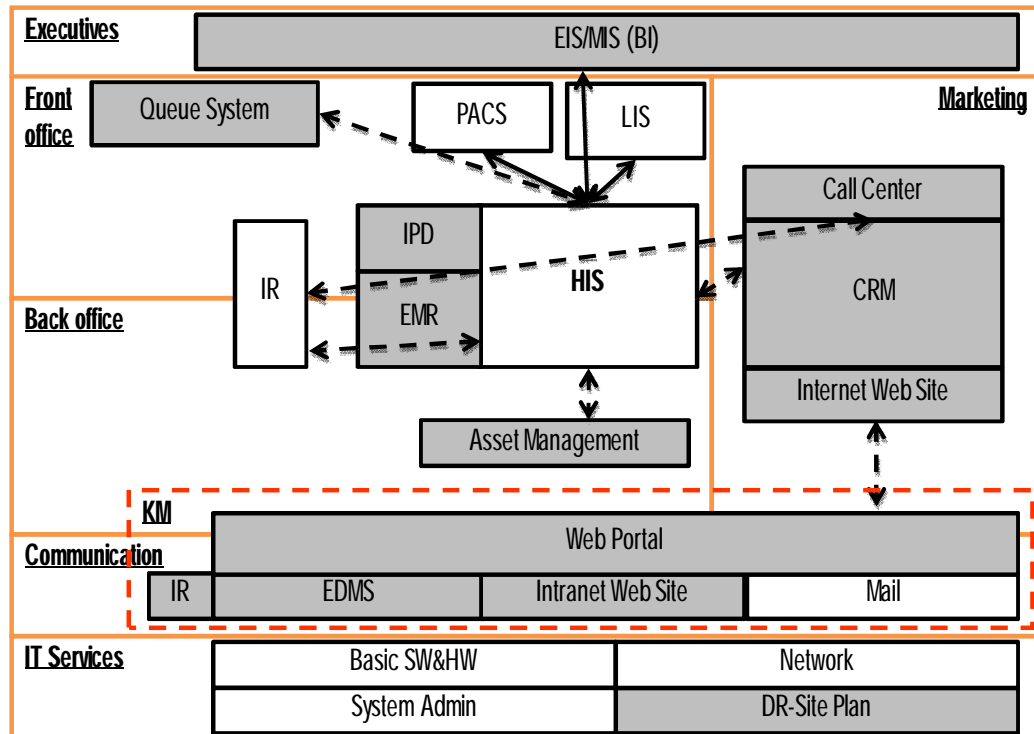 Executives
EIS/MIS (BI)
Front
office
Queue System
PACS
LIS
Marketing
Call Center
IPD
HIS
IR
CRM
EMR
Back office
Internet Web Site
Asset Management
KM
Web Portal
Communication
IR
EDMS
Intranet Web Site
Mail
IT Services
Basic SW&HW
Network
System Admin
DR-Site Plan